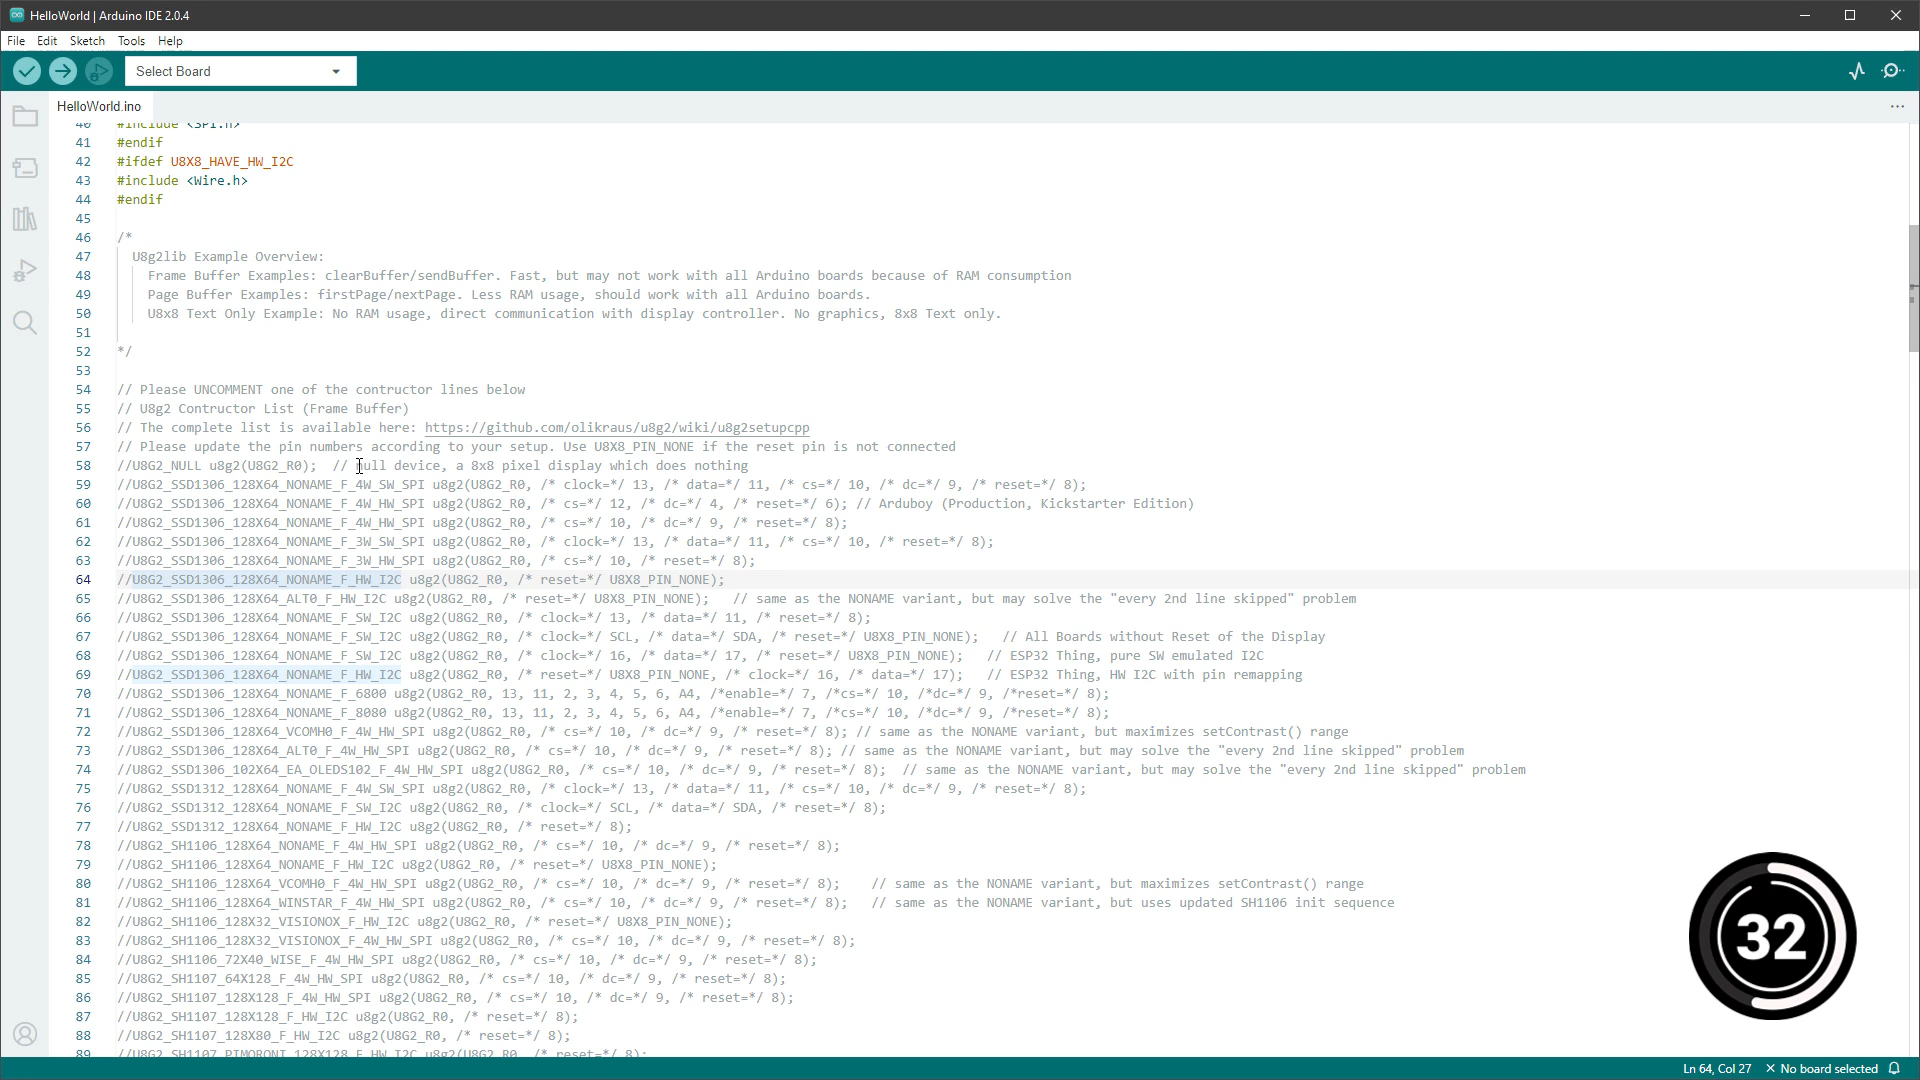 HelloWorld | Arduino IDE 2.0.4
File Edit Sketch Tools Help
Select Board
HelloWorld.ino
40 #include <SPI.h>
41 #endif
42 #ifdef U8X8_HAVE_HW_I2C
43 #include <Wire.h>
44 #endif
45
46 /*
47 U8g2lib Example Overview:
48 Frame Buffer Examples: clearBuffer/sendBuffer. Fast, but may not work with all Arduino boards because of RAM consumption
49 Page Buffer Examples: firstPage/nextPage. Less RAM usage, should work with all Arduino boards.
50 U8x8 Text Only Example: No RAM usage, direct communication with display controller. No graphics, 8x8 Text only.
51
52 */
53
54 // Please UNCOMMENT one of the contructor lines below
55 // U8g2 Contructor List (Frame Buffer)
56 // The complete list is available here: https://github.com/olikraus/u8g2/wiki/u8g2setupcpp
57 // Please update the pin numbers according to your setup. Use U8X8_PIN_NONE if the reset pin is not connected
58 //U8G2_NULL u8g2(U8G2_R0); // null device, a 8x8 pixel display which does nothing
59 //U8G2_SSD1306_128X64_NONAME_F_4W_SW_SPI u8g2(U8G2_R0, /* clock=*/ 13, /* data=*/ 11, /* cs=*/ 10, /* dc=*/ 9, /* reset=*/ 8);
60 //U8G2_SSD1306_128X64_NONAME_F_4W_HW_SPI u8g2(U8G2_R0, /* cs=*/ 12, /* dc=*/ 4, /* reset=*/ 6); // Arduboy (Production, Kickstarter Edition)
61 //U8G2_SSD1306_128X64_NONAME_F_4W_HW_SPI u8g2(U8G2_R0, /* cs=*/ 10, /* dc=*/ 9, /* reset=*/ 8);
62 //U8G2_SSD1306_128X64_NONAME_F_3W_SW_SPI u8g2(U8G2_R0, /* clock=*/ 13, /* data=*/ 11, /* cs=*/ 10, /* reset=*/ 8);
63 //U8G2_SSD1306_128X64_NONAME_F_3W_HW_SPI u8g2(U8G2_R0, /* cs=*/ 10, /* reset=*/ 8);
64 //U8G2_SSD1306_128X64_NONAME_F_HW_I2C u8g2(U8G2_R0, /* reset=*/ U8X8_PIN_NONE);
65 //U8G2_SSD1306_128X64_ALT0_F_HW_I2C u8g2(U8G2_R0, /* reset=*/ U8X8_PIN_NONE); // same as the NONAME variant, but may solve the "every 2nd line skipped" problem
66 //U8G2_SSD1306_128X64_NONAME_F_SW_I2C u8g2(U8G2_R0, /* clock=*/ 13, /* data=*/ 11, /* reset=*/ 8);
67 //U8G2_SSD1306_128X64_NONAME_F_SW_I2C u8g2(U8G2_R0, /* clock=*/ SCL, /* data=*/ SDA, /* reset=*/ U8X8_PIN_NONE); // All Boards without Reset of the Display
68 //U8G2_SSD1306_128X64_NONAME_F_SW_I2C u8g2(U8G2_R0, /* clock=*/ 16, /* data=*/ 17, /* reset=*/ U8X8_PIN_NONE); // ESP32 Thing, pure SW emulated I2C
69 //U8G2_SSD1306_128X64_NONAME_F_HW_I2C u8g2(U8G2_R0, /* reset=*/ U8X8_PIN_NONE, /* clock=*/ 16, /* data=*/ 17); // ESP32 Thing, HW I2C with pin remapping
70 //U8G2_SSD1306_128X64_NONAME_F_6800 u8g2(U8G2_R0, 13, 11, 2, 3, 4, 5, 6, A4, /*enable=*/ 7, /*cs=*/ 10, /*dc=*/ 9, /*reset=*/ 8);
71 //U8G2_SSD1306_128X64_NONAME_F_8080 u8g2(U8G2_R0, 13, 11, 2, 3, 4, 5, 6, A4, /*enable=*/ 7, /*cs=*/ 10, /*dc=*/ 9, /*reset=*/ 8);
72 //U8G2_SSD1306_128X64_VCOMH0_F_4W_HW_SPI u8g2(U8G2_R0, /* cs=*/ 10, /* dc=*/ 9, /* reset=*/ 8); // same as the NONAME variant, but maximizes setContrast() range
73 //U8G2_SSD1306_128X64_ALT0_F_4W_HW_SPI u8g2(U8G2_R0, /* cs=*/ 10, /* dc=*/ 9, /* reset=*/ 8); // same as the NONAME variant, but may solve the "every 2nd line skipped" problem
74 //U8G2_SSD1306_102X64_EA_OLEDS102_F_4W_HW_SPI u8g2(U8G2_R0, /* cs=*/ 10, /* dc=*/ 9, /* reset=*/ 8); // same as the NONAME variant, but may solve the "every 2nd line skipped" problem
75 //U8G2_SSD1312_128X64_NONAME_F_4W_SW_SPI u8g2(U8G2_R0, /* clock=*/ 13, /* data=*/ 11, /* cs=*/ 10, /* dc=*/ 9, /* reset=*/ 8);
76 //U8G2_SSD1312_128X64_NONAME_F_SW_I2C u8g2(U8G2_R0, /* clock=*/ SCL, /* data=*/ SDA, /* reset=*/ 8);
77 //U8G2_SSD1312_128X64_NONAME_F_HW_I2C u8g2(U8G2_R0, /* reset=*/ 8);
78 //U8G2_SH1106_128X64_NONAME_F_4W_HW_SPI u8g2(U8G2_R0, /* cs=*/ 10, /* dc=*/ 9, /* reset=*/ 8);
79 //U8G2_SH1106_128X64_NONAME_F_HW_I2C u8g2(U8G2_R0, /* reset=*/ U8X8_PIN_NONE);
80 //U8G2_SH1106_128X64_VCOMH0_F_4W_HW_SPI u8g2(U8G2_R0, /* cs=*/ 10, /* dc=*/ 9, /* reset=*/ 8); // same as the NONAME variant, but maximizes setContrast() range
81 //U8G2_SH1106_128X64_WINSTAR_F_4W_HW_SPI u8g2(U8G2_R0, /* cs=*/ 10, /* dc=*/ 9, /* reset=*/ 8); // same as the NONAME variant, but uses updated SH1106 init sequence
82 //U8G2_SH1106_128X32_VISIONOX_F_HW_I2C u8g2(U8G2_R0, /* reset=*/ U8X8_PIN_NONE);
83 //U8G2_SH1106_128X32_VISIONOX_F_4W_HW_SPI u8g2(U8G2_R0, /* cs=*/ 10, /* dc=*/ 9, /* reset=*/ 8);
84 //U8G2_SH1106_72X40_WISE_F_4W_HW_SPI u8g2(U8G2_R0, /* cs=*/ 10, /* dc=*/ 9, /* reset=*/ 8);
85 //U8G2_SH1107_64X128_F_4W_HW_SPI u8g2(U8G2_R0, /* cs=*/ 10, /* dc=*/ 9, /* reset=*/ 8);
86 //U8G2_SH1107_128X128_F_4W_HW_SPI u8g2(U8G2_R0, /* cs=*/ 10, /* dc=*/ 9, /* reset=*/ 8);
87 //U8G2_SH1107_128X128_F_HW_I2C u8g2(U8G2_R0, /* reset=*/ 8);
88 //U8G2_SH1107_128X80_F_HW_I2C u8g2(U8G2_R0, /* reset=*/ 8);
89 //U8G2_SH1107_PIMORONI_128X128_F_HW_I2C u8g2(U8G2_R0, /* reset=*/ 8);
32
Ln 64, Col 27 No board selected